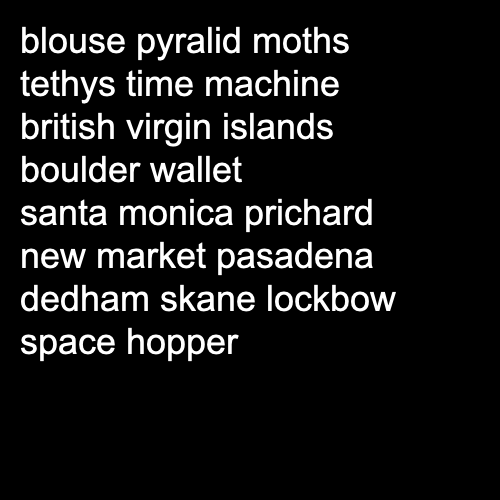 blouse pyralid moths
tethys time machine
british virgin islands
boulder wallet
santa monica prichard
new market pasadena
dedham skane lockbow
space hopper